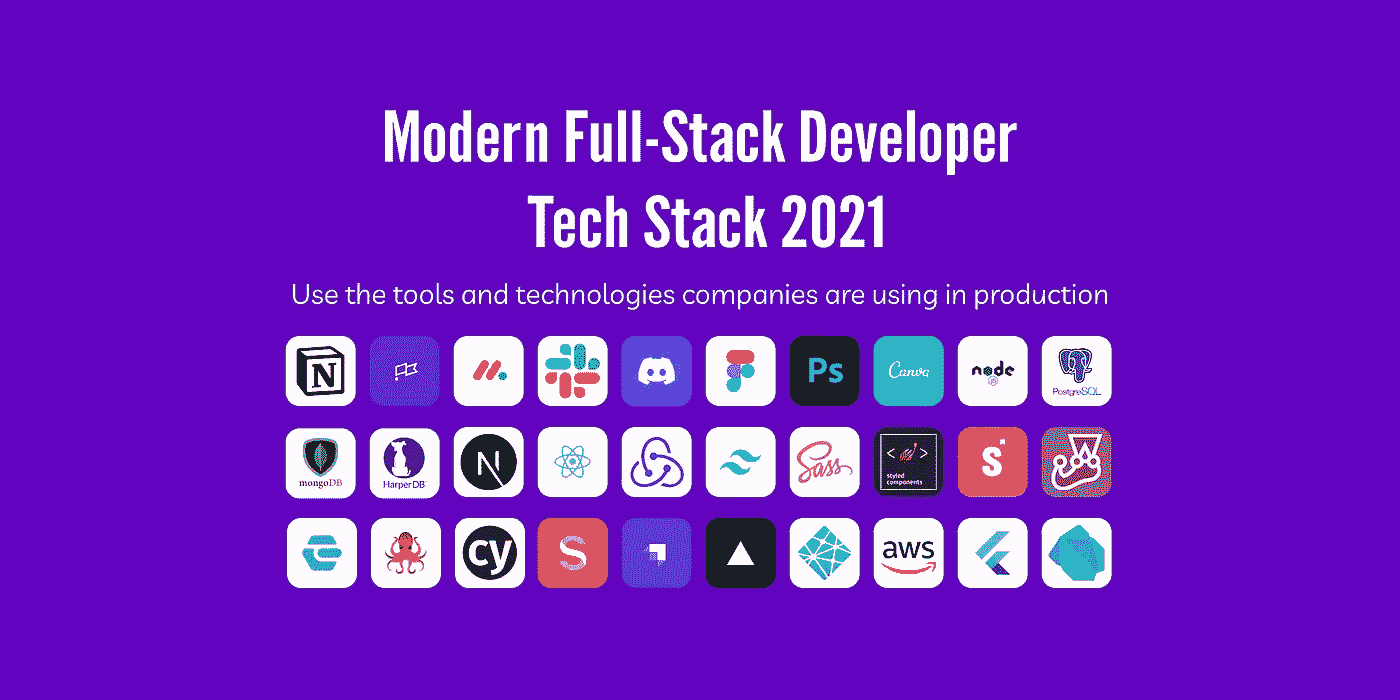 Modern Full-Stack Developer
Tech Stack 2021
Use the tools and technologies companies are using in production
N
Ps
Canva
node
JS
PostgreSQL
mongoDB
HarperDB
N
Sass
< >
styled
components
S
cy
S
aws